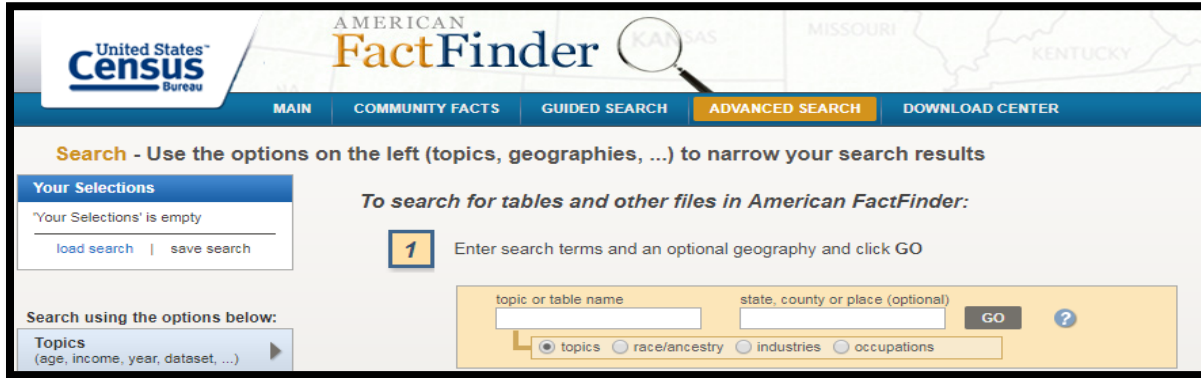 United States™
Census
Bureau
AMERICAN
FactFinder
KANSAS
MISSOURI
KENTUCKY
MAIN COMMUNITY FACTS GUIDED SEARCH ADVANCED SEARCH DOWNLOAD CENTER
Search - Use the options on the left (topics, geographies, ...) to narrow your search results
Your Selections
'Your Selections' is empty
load search | save search
Search using the options below:
Topics
(age, income, year, dataset, ...)
To search for tables and other files in American FactFinder:
1 Enter search terms and an optional geography and click GO
topic or table name state, county or place (optional)
GO ?
topics race/ancestry industries occupations